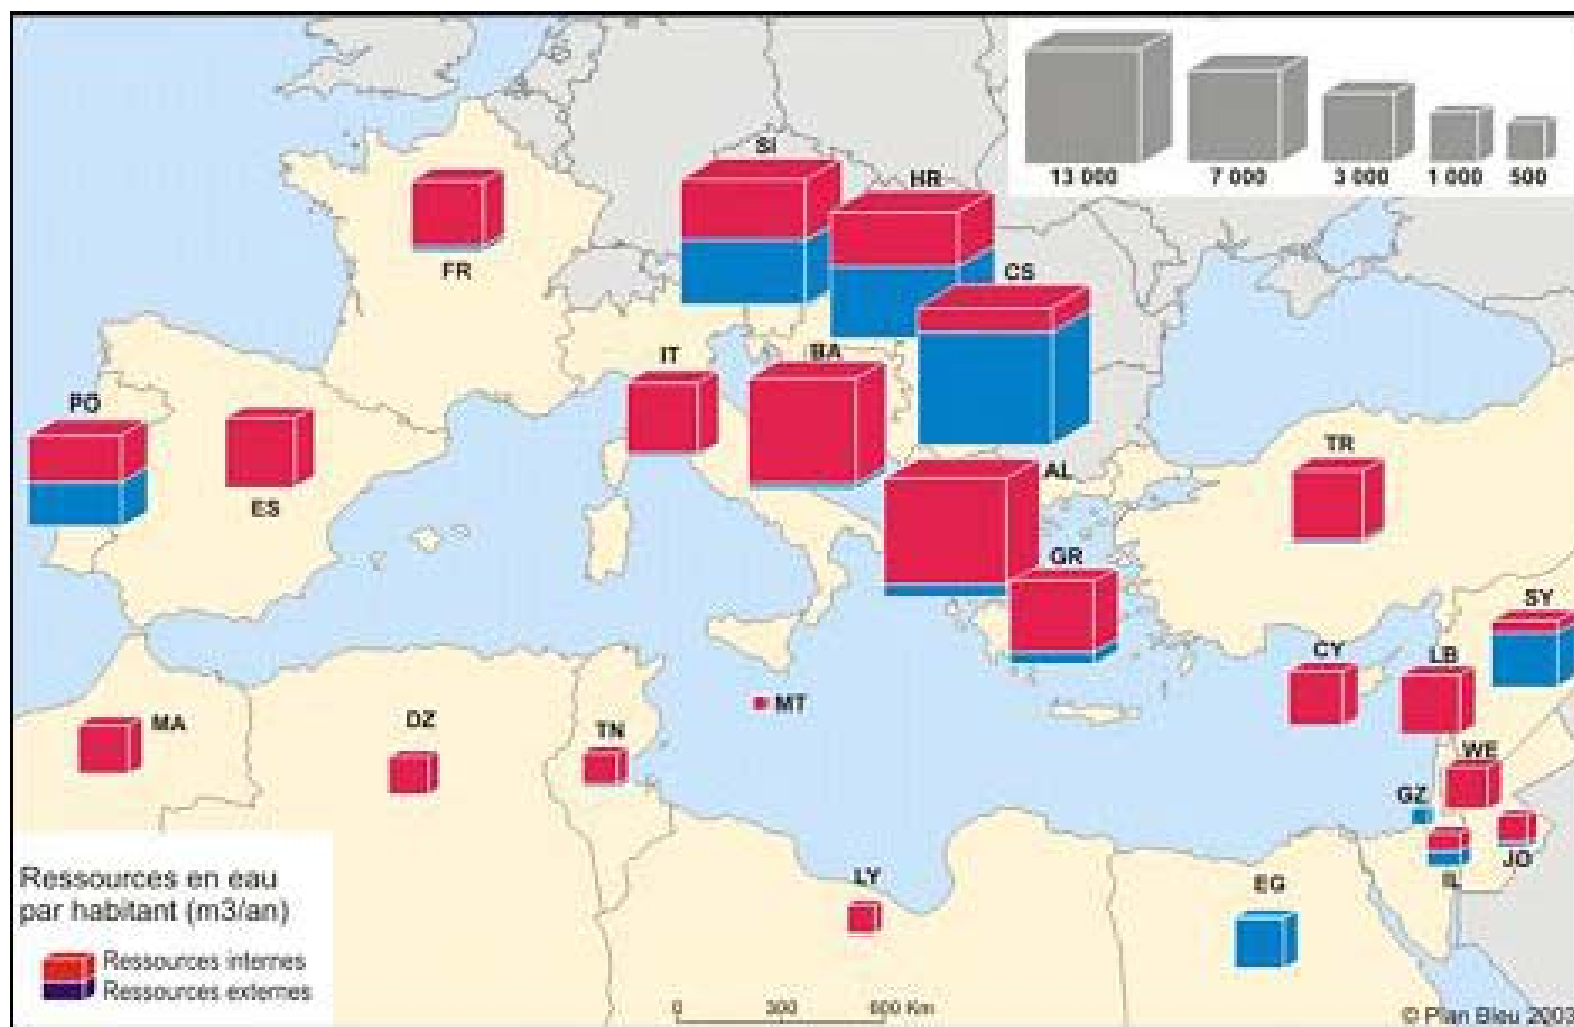 SI
HR
13 000
7 000
3 000
1 000
500
FR
CS
IT
BA
PO
ES
TR
AL
GR
SY
CY
LB
MT
MA
DZ
TN
WE
GZ
JO
IL
LY
EG
Ressources en eau
par habitant (m3/an)
Ressources internes
Ressources externes
0 300 600 Km
© Plan Bleu 2003